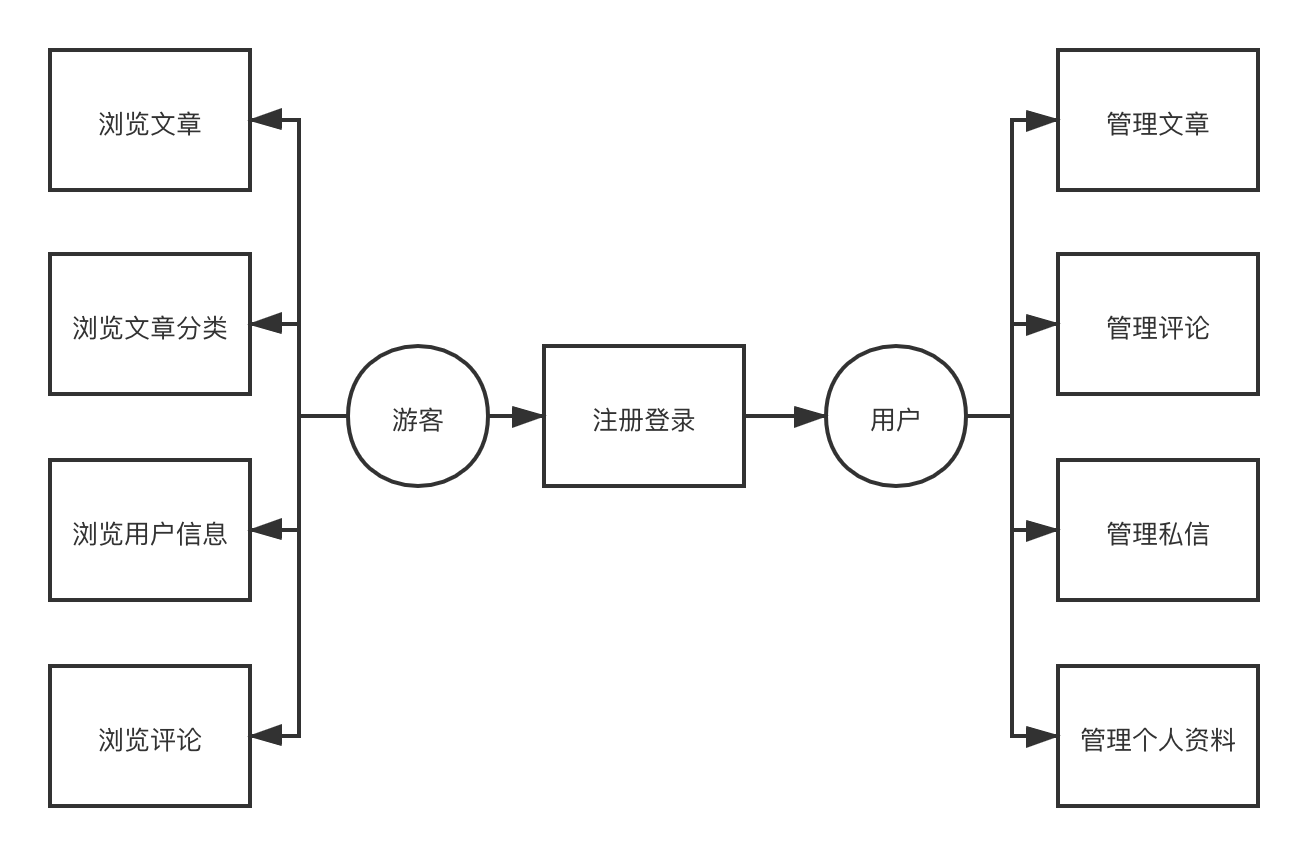 浏览文章
浏览文章分类
浏览用户信息
浏览评论
游客
注册登录
用户
管理文章
管理评论
管理私信
管理个人资料